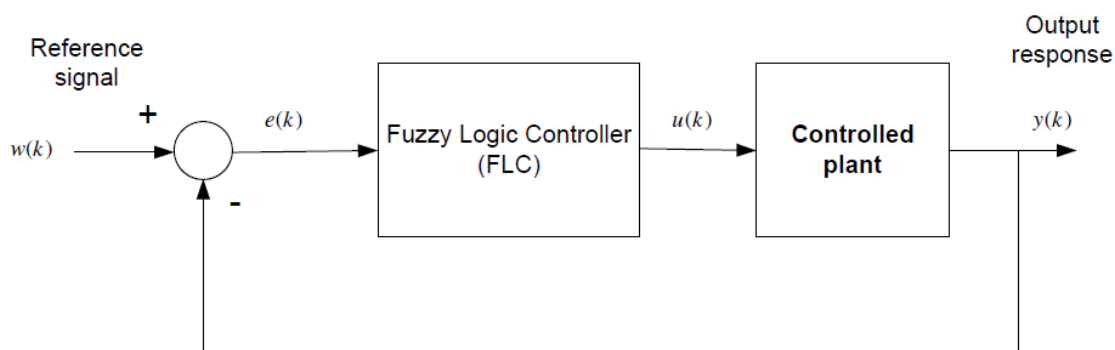 Reference
signal
+
w(k)
-
e(k)
Fuzzy Logic Controller
(FLC)
u(k)
Controlled
plant
Output
response
y(k)